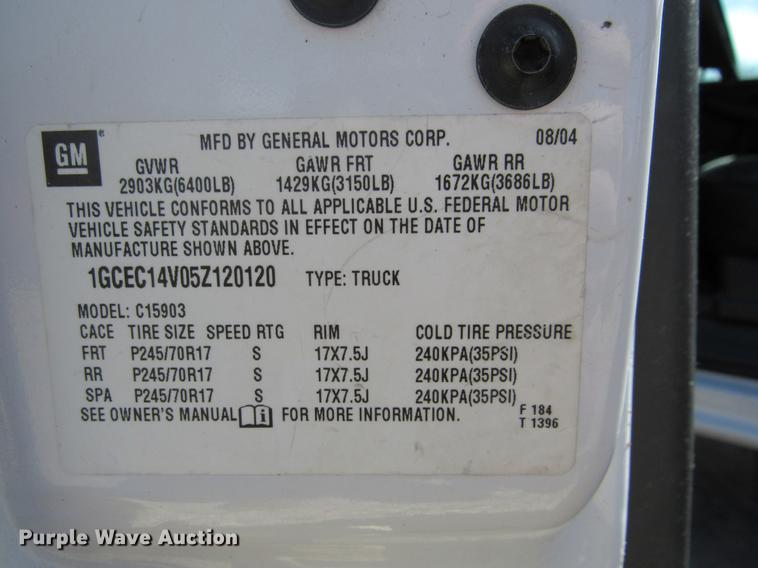 GM
MFD BY GENERAL MOTORS CORP. 08/04
GVWR GAWR FRT GAWR RR
2903KG(6400LB) 1429KG(3150LB) 1672KG(3686LB)
THIS VEHICLE CONFORMS TO ALL APPLICABLE U.S. FEDERAL MOTOR
VEHICLE SAFETY STANDARDS IN EFFECT ON THE DATE OF
MANUFACTURE SHOWN ABOVE.
1GCEC14V05Z120120 TYPE: TRUCK
MODEL: C15903
CACE TIRE SIZE SPEED RTG RIM COLD TIRE PRESSURE
FRT P245/70R17 S 17X7.5J 240KPA(35PSI)
RR P245/70R17 S 17X7.5J 240KPA(35PSI)
SPA P245/70R17 S 17X7.5J 240KPA(35PSI)
SEE OWNER'S MANUAL FOR MORE INFORMATION.
F 184
T 1396
Purple Wave Auction